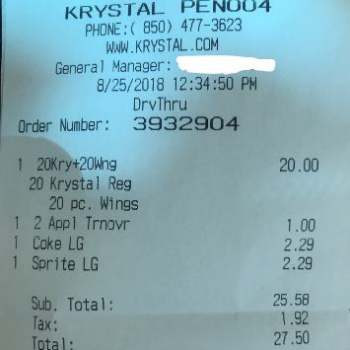 KRYSTAL PEN004
PHONE:( 850) 477-3623
WWW.KRYSTAL.COM
General Manager:
8/25/2018 12:34:50 PM
DrvThru
Order Number: 3932904
1 20Kry+20Wng 20.00
20 Krystal Reg
20 pc. Wings
1 2 Appl Trnovr 1.00
1 Coke LG 2.29
1 Sprite LG 2.29
Sub. Total: 25.58
Tax: 1.92
Total: 27.50